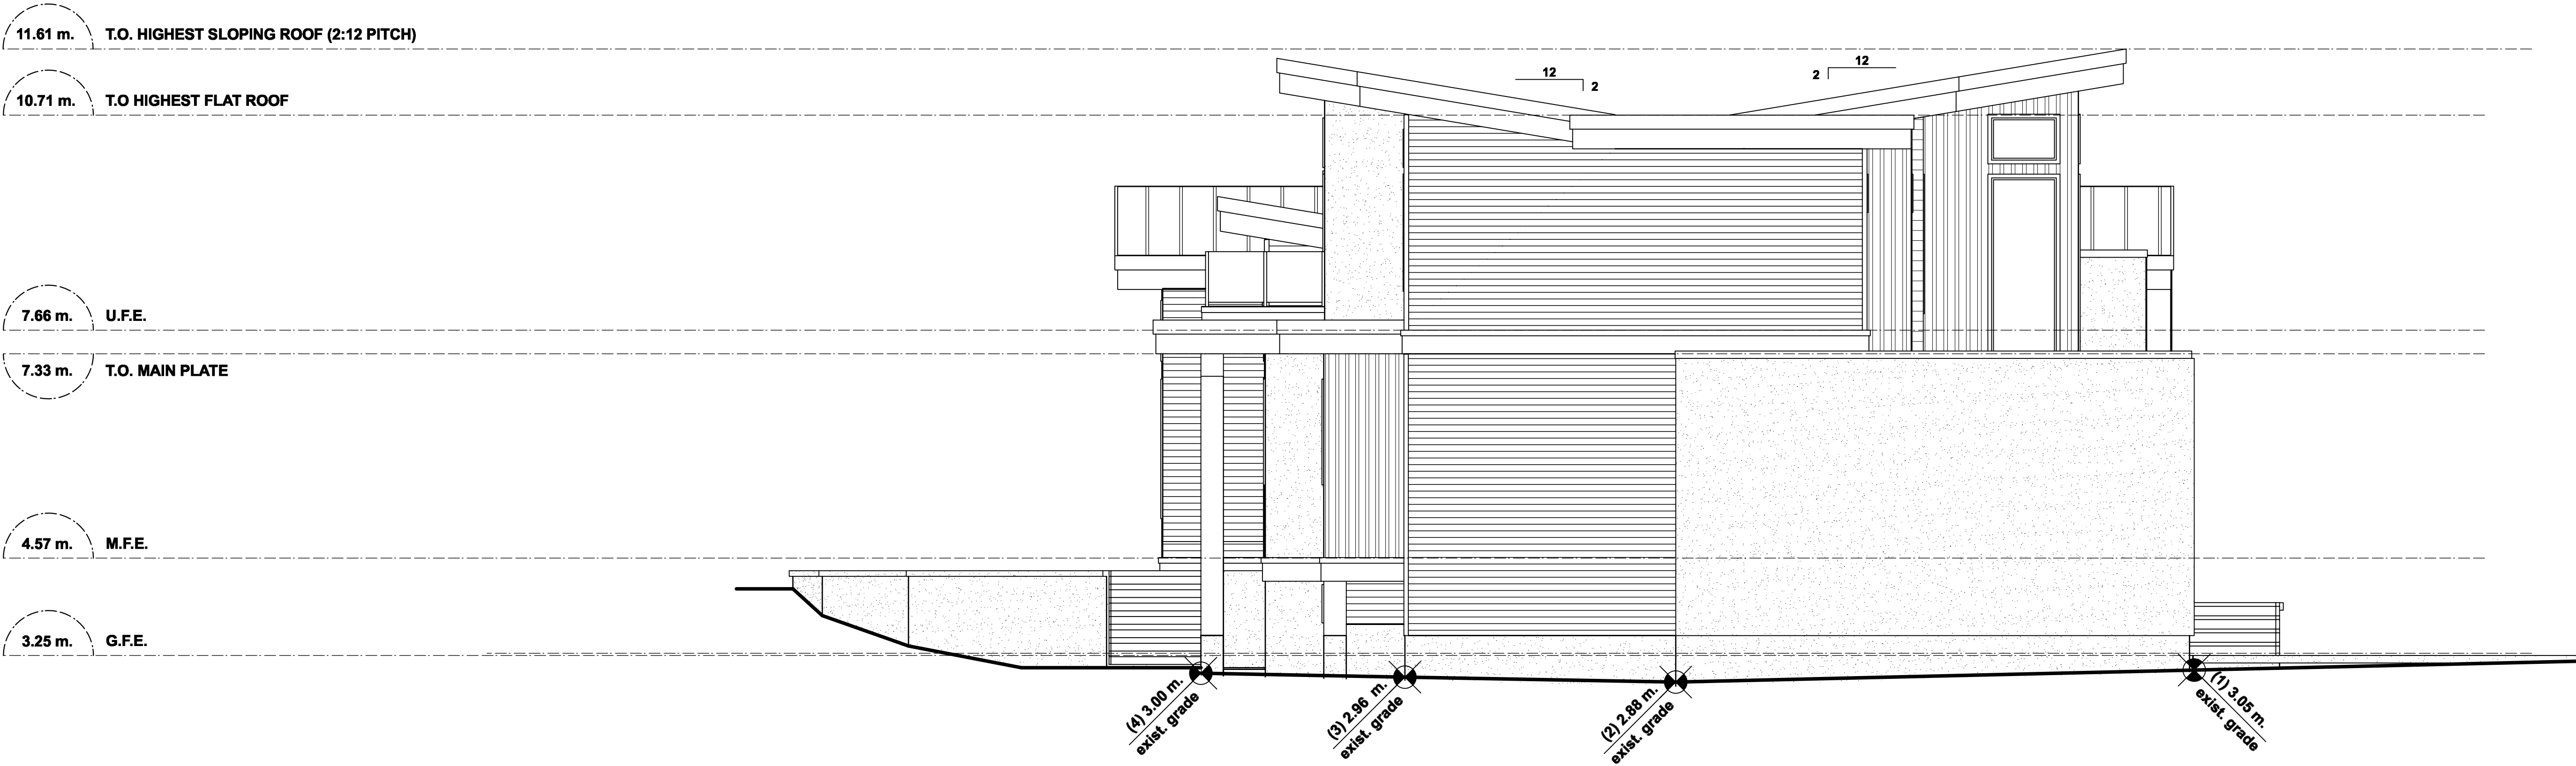 11.61 m. T.O. HIGHEST SLOPING ROOF (2:12 PITCH)
12
2
2
12
10.71 m. T.O HIGHEST FLAT ROOF
7.66 m. U.F.E.
7.33 m. T.O. MAIN PLATE
4.57 m. M.F.E.
3.25 m. G.F.E.
(4) 3.00 m.
exist. grade
(3) 2.96 m.
exist. grade
(2) 2.88 m.
exist. grade
(1) 3.05 m.
exist. grade